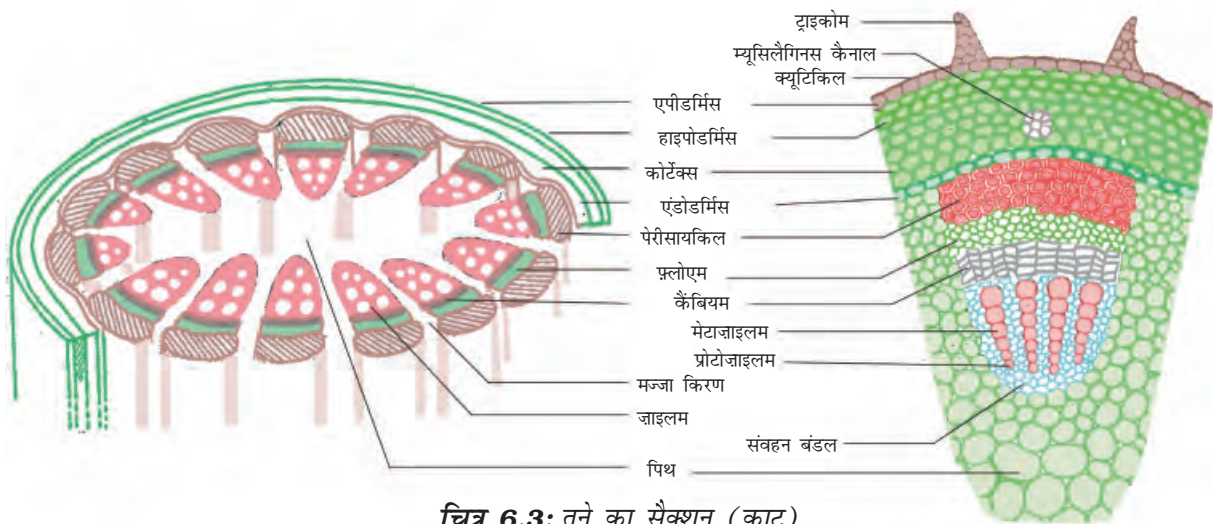 ट्राइकोम
म्यूसिलैगिनस कैनाल
क्यूटिकिल
एपीडर्मिस
हाइपोडर्मिस
कोर्टेक्स
एंडोडर्मिस
पेरीसायकिल
फ़्लोएम
कैंबियम
मेटाज़ाइलम
प्रोटोज़ाइलम
मज्जा किरण
ज़ाइलम
संवहन बंडल
पिथ
चित्र 6.3: तने का सैक्शन (काट)